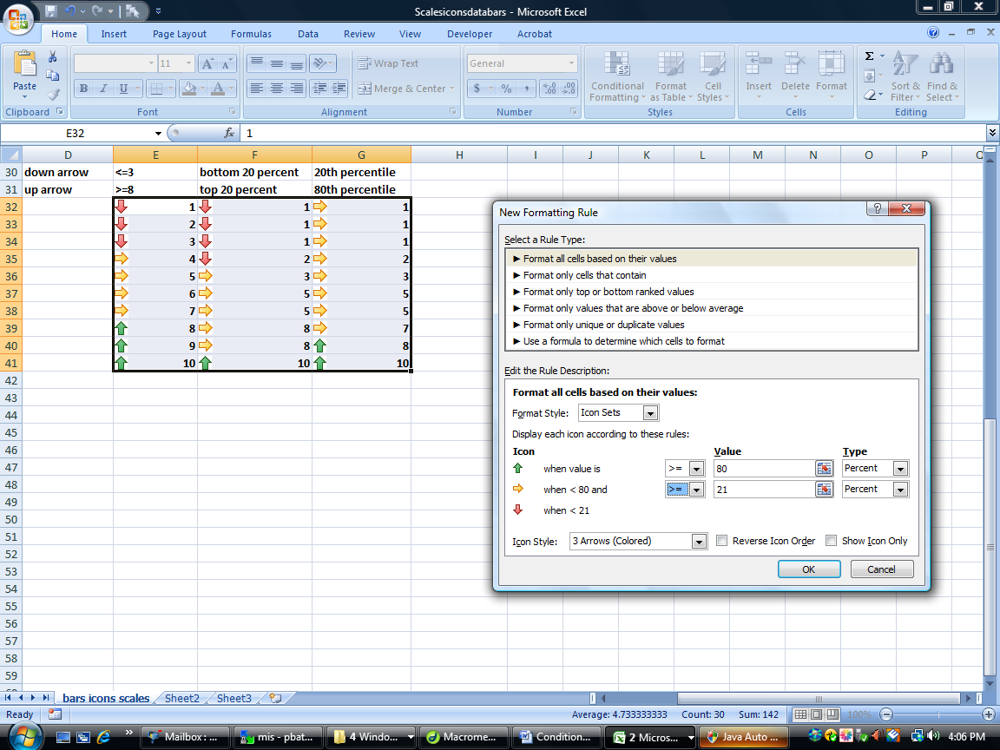 Scalesiconsdatabars - Microsoft Excel
Home Insert Page Layout Formulas Data Review View Developer Acrobat
Paste
Clipboard
11 A A
B I U A
Font
Wrap Text
Merge & Center
Alignment
General
$ % , .0 .00 .00 .0
Number
Conditional Formatting
Format as Table
Cell Styles
Styles
Insert Delete Format
Cells
Σ
Sort & Filter
Find & Select
Editing
E32 fx 1
D E F G H I J K L M N O P Q
30 down arrow <=3 bottom 20 percent 20th percentile
31 up arrow >=8 top 20 percent 80th percentile
32 1 1 1
33 2 1 1
34 3 1 1
35 4 2 2
36 5 3 3
37 6 5 5
38 7 5 5
39 8 8 7
40 9 8 8
41 10 10 10
42
43
44
45
46
47
48
49
50
51
52
53
54
55
56
57
58
59
New Formatting Rule
Select a Rule Type:
► Format all cells based on their values
► Format only cells that contain
► Format only top or bottom ranked values
► Format only values that are above or below average
► Format only unique or duplicate values
► Use a formula to determine which cells to format
Edit the Rule Description:
Format all cells based on their values:
Format Style: Icon Sets
Display each icon according to these rules:
Icon Value Type
when value is >= 80 Percent
when < 80 and >= 21 Percent
when < 21
Icon Style: 3 Arrows (Colored) Reverse Icon Order Show Icon Only
OK Cancel
bars icons scales Sheet2 Sheet3
Ready Average: 4.733333333 Count: 30 Sum: 142 100%
» Mailbox : ... mis - pbat... 4 Windo... Macrome... Condition... 2 Micros... Java Auto ... 4:06 PM